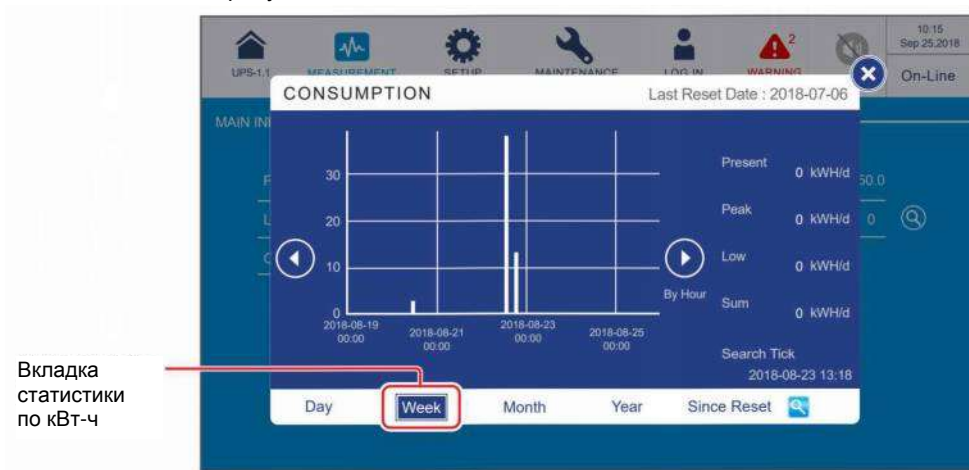 10:15
Sep 25,2018
2
UPS-1.1 MEASUREMENT SETUP MAINTENANCE LOG IN WARNING
On-Line
CONSUMPTION Last Reset Date : 2018-07-06
MAIN IN
30
20
10
0
2018-08-19
00:00
2018-08-21
00:00
2018-08-23
00:00
2018-08-25
00:00
By Hour
Present
0 kWH/d
Peak
0 kWH/d
Low
0 kWH/d
Sum
0 kWH/d
Search Tick
2018-08-23 13:18
0
Day Week Month Year Since Reset
Вкладка
статистики
по кВт-ч